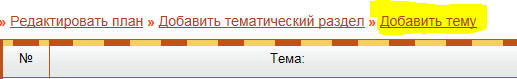 » Редактировать план » Добавить тематический раздел » Добавить тему
№ Тема: